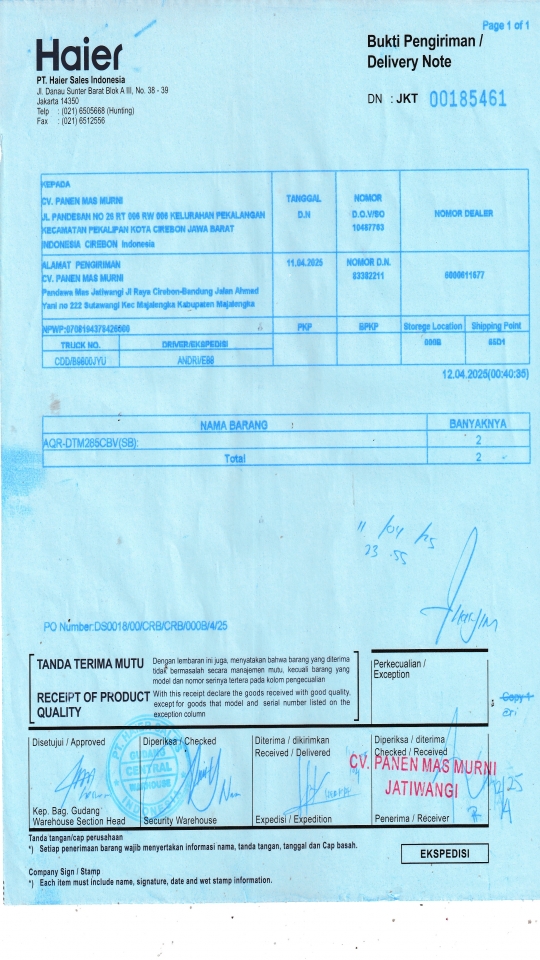 Page 1 of 1
Haier
PT. Haier Sales Indonesia
Jl. Danau Sunter Barat Blok A III, No. 38 - 39
Jakarta 14350
Telp : (021) 6505668 (Hunting)
Fax : (021) 6512556
Bukti Pengiriman /
Delivery Note
DN : JKT 00185461
KEPADA
CV. PANEN MAS MURNI
JL PANDESAN NO 26 RT 006 RW 006 KELURAHAN PEKALANGAN
KECAMATAN PEKALIPAN KOTA CIREBON JAWA BARAT
INDONESIA CIREBON Indonesia
TANGGAL
D.N
NOMOR
D.O.V/SO
10487763
NOMOR DEALER
ALAMAT PENGIRIMAN
CV. PANEN MAS MURNI
Pandawa Mas Jatiwangi Jl Raya Cirebon-Bandung Jalan Ahmad
Yani no 222 Sutawangi Kec Majalengka Kabupaten Majalengka
11.04.2025
NOMOR D.N.
83382211
NPWP:
PKP
Storege Location
000B
Shipping Point
65D1
TRUCK NO. DRIVER/EKSPEDISI
12.04.2025(00:40:35)
NAMA BARANG BANYAKNYA
AQR-DTM265CBV(SB): 2
Total 2
11/04/25
23.55
PO Number:DS0018/00/CRB/CRB/000B/4/25
TANDA TERIMA MUTU
Dengan lembaran ini juga, menyatakan bahwa barang yang diterima
tidak bermasalah secara manajemen mutu, kecuali barang yang
model dan nomor serinya tertera pada kolom pengecualian
RECEIPT OF PRODUCT
QUALITY
With this receipt declare the goods received with good quality,
except for goods that model and serial number listed on the
exception column
Perkecualian /
Exception
Copy 1
Disetujui / Approved
Diperiksa / Checked
Diterima / dikirimkan
Received / Delivered
Diperiksa / diterima
Checked / Received
GUDANG
CENTRAL
WAREHOUSE
INDONESIA
CV. PANEN MAS MURNI
JATIWANGI
Kep. Bag. Gudang
Warehouse Section Head
Security Warehouse
Expedisi / Expedition
Penerima / Receiver
Tanda tangan/cap perusahaan
*) Setiap penerimaan barang wajib menyertakan informasi nama, tanda tangan, tanggal dan Cap basah.
EKSPEDISI
Company Sign / Stamp
*) Each item must include name, signature, date and wet stamp information.